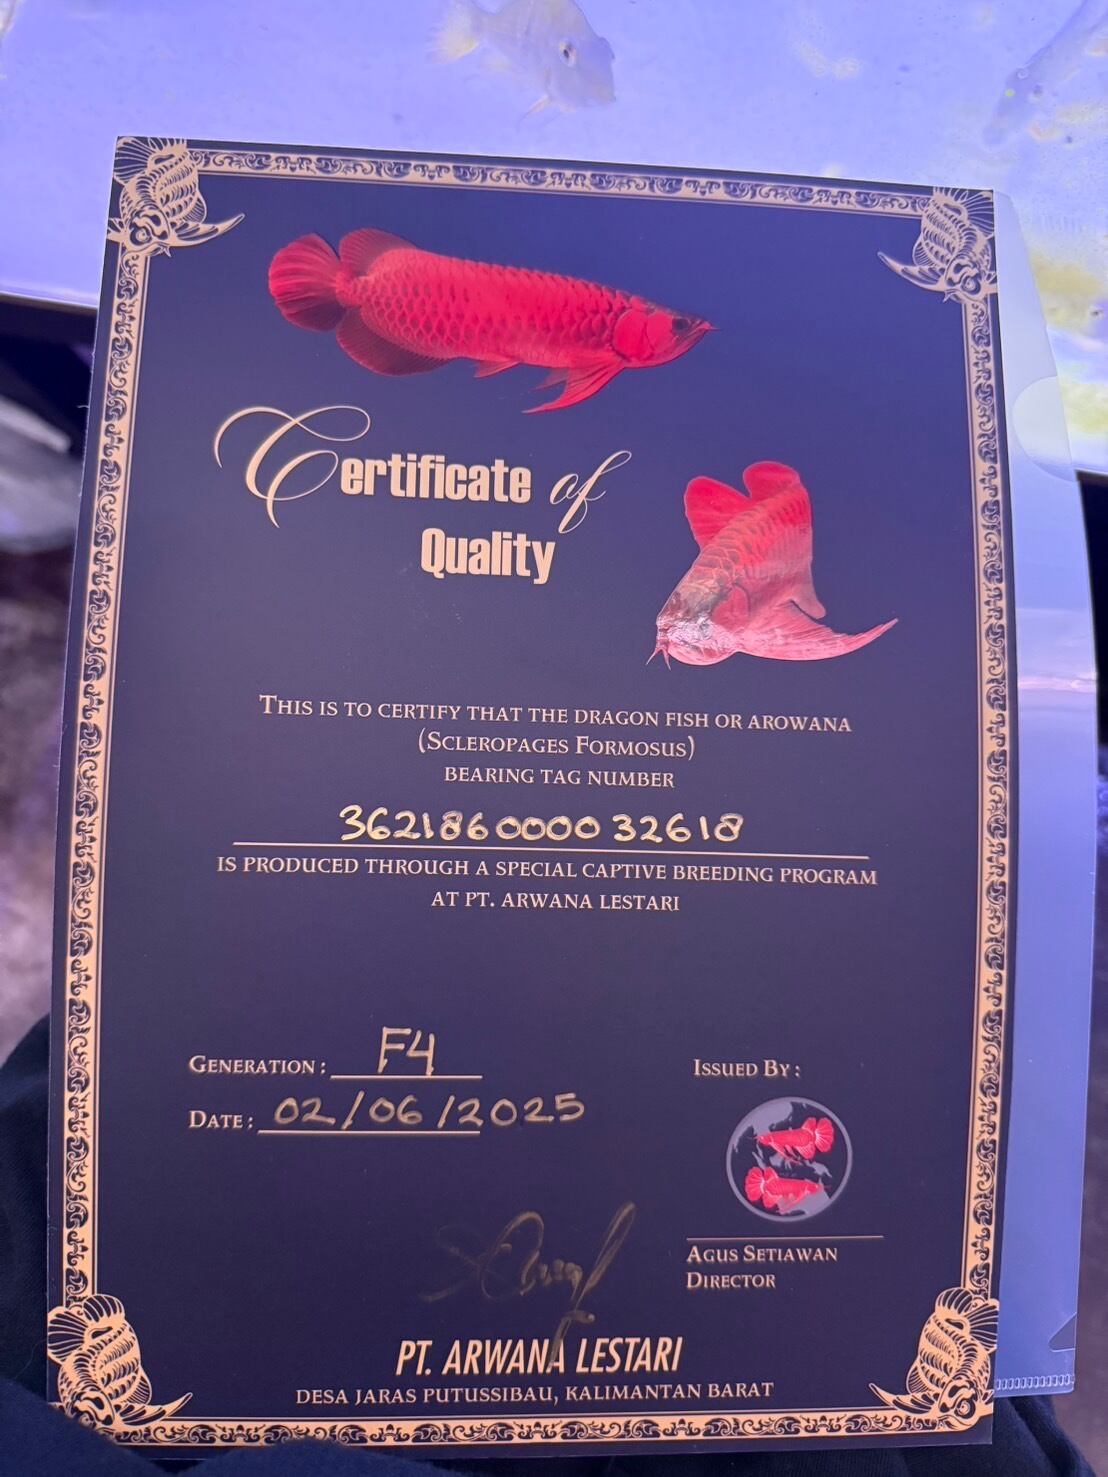 Certificate of
Quality
THIS IS TO CERTIFY THAT THE DRAGON FISH OR AROWANA
(SCLEROPAGES FORMOSUS)
BEARING TAG NUMBER
362186000032618
IS PRODUCED THROUGH A SPECIAL CAPTIVE BREEDING PROGRAM
AT PT. ARWANA LESTARI
GENERATION: F4
DATE: 02/06/2025
ISSUED BY:
AGUS SETIAWAN
DIRECTOR
PT. ARWANA LESTARI
DESA JARAS PUTUSSIBAU, KALIMANTAN BARAT